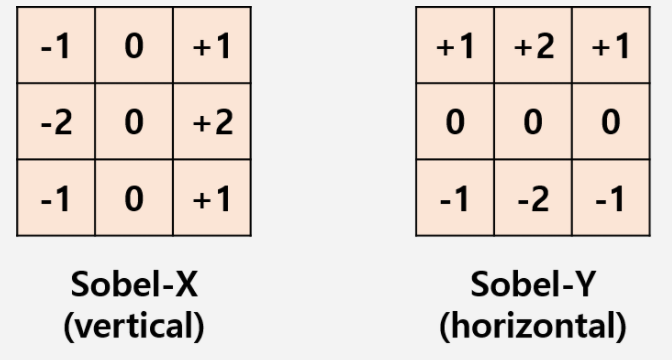 -1 0 +1
-2 0 +2
-1 0 +1
Sobel-X
(vertical)
+1 +2 +1
0 0 0
-1 -2 -1
Sobel-Y
(horizontal)